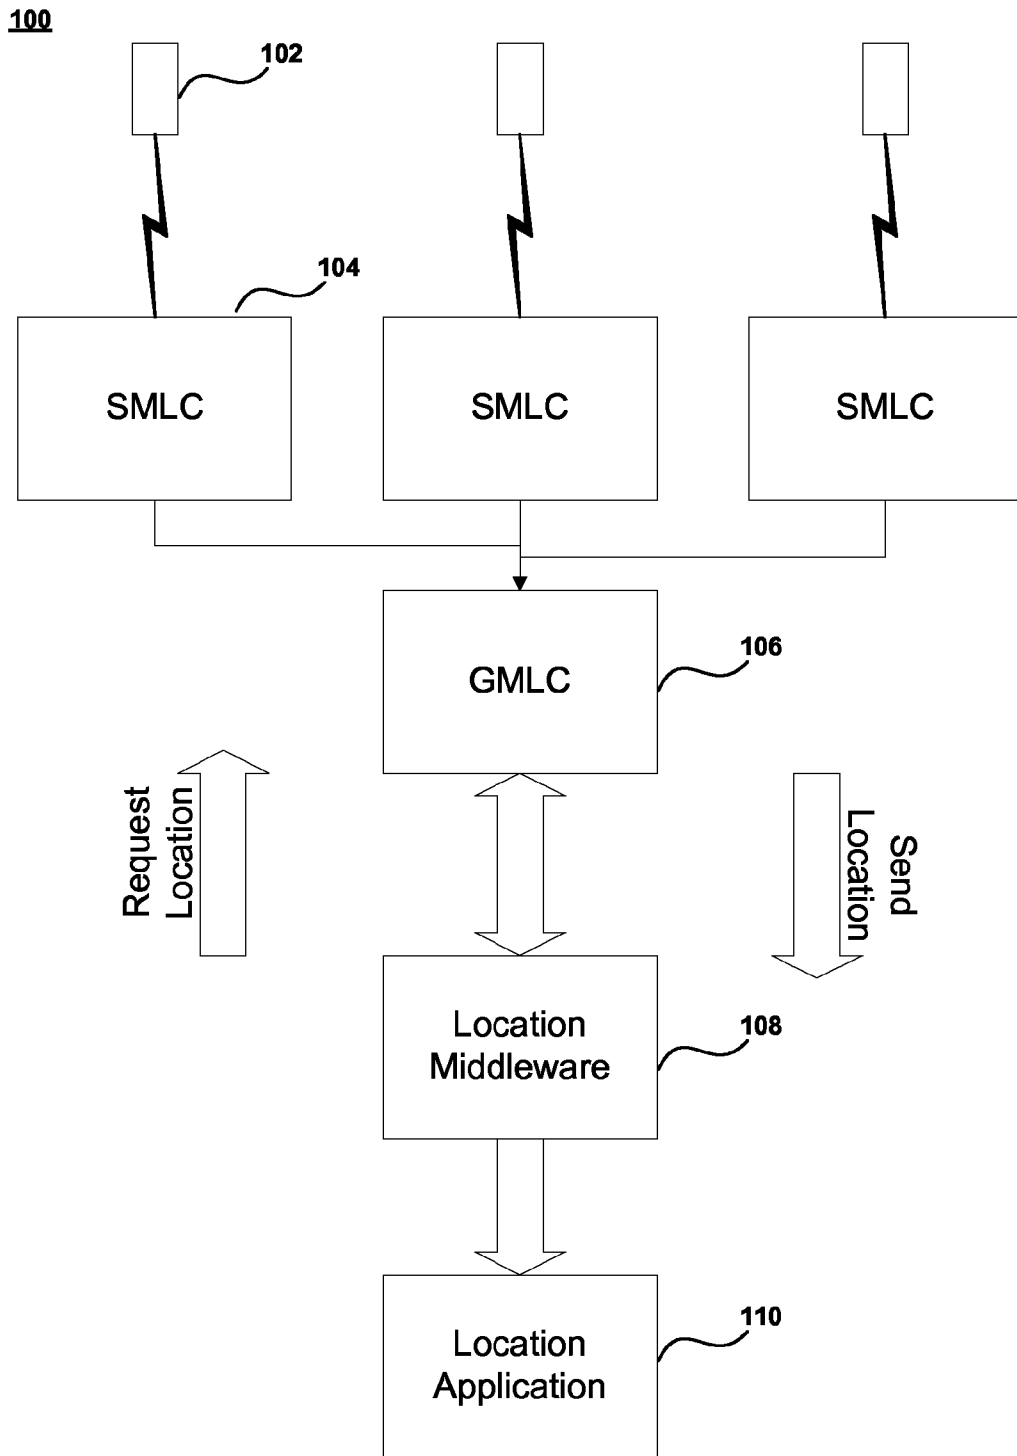 100
102
104
SMLC
SMLC
SMLC
106
GMLC
Request
Location
Send
Location
108
Location
Middleware
110
Location
Application